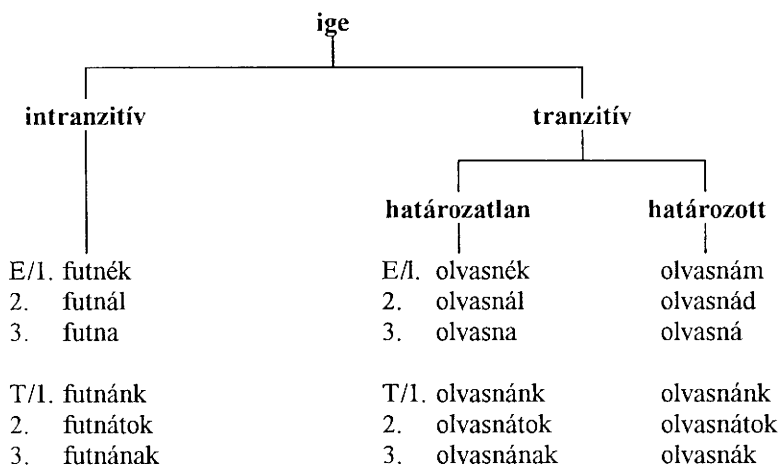 ige
intranzitív tranzitív
határozatlan határozott
E/1. futnék E/1. olvasnék olvasnám
2. futnál 2. olvasnál olvasnád
3. futna 3. olvasna olvasná
T/1. futnánk T/1. olvasnánk olvasnánk
2. futnátok 2. olvasnátok olvasnátok
3. futnának 3. olvasnának olvasnák